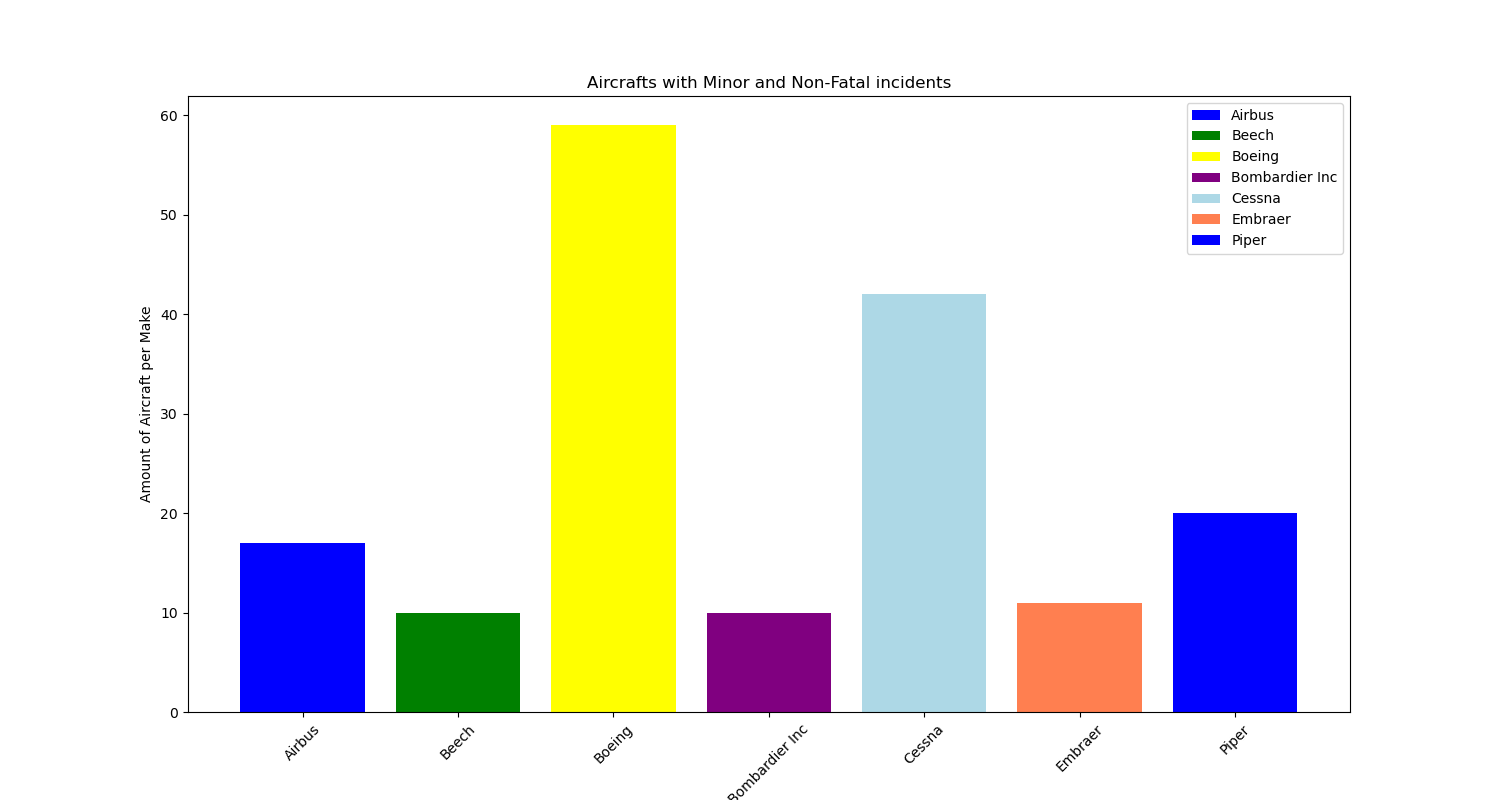 Aircrafts with Minor and Non-Fatal incidents
Amount of Aircraft per Make
60
50
40
30
20
10
0
Airbus
Beech
Boeing
Bombardier Inc
Cessna
Embraer
Piper
Airbus
Beech
Boeing
Bombardier Inc
Cessna
Embraer
Piper